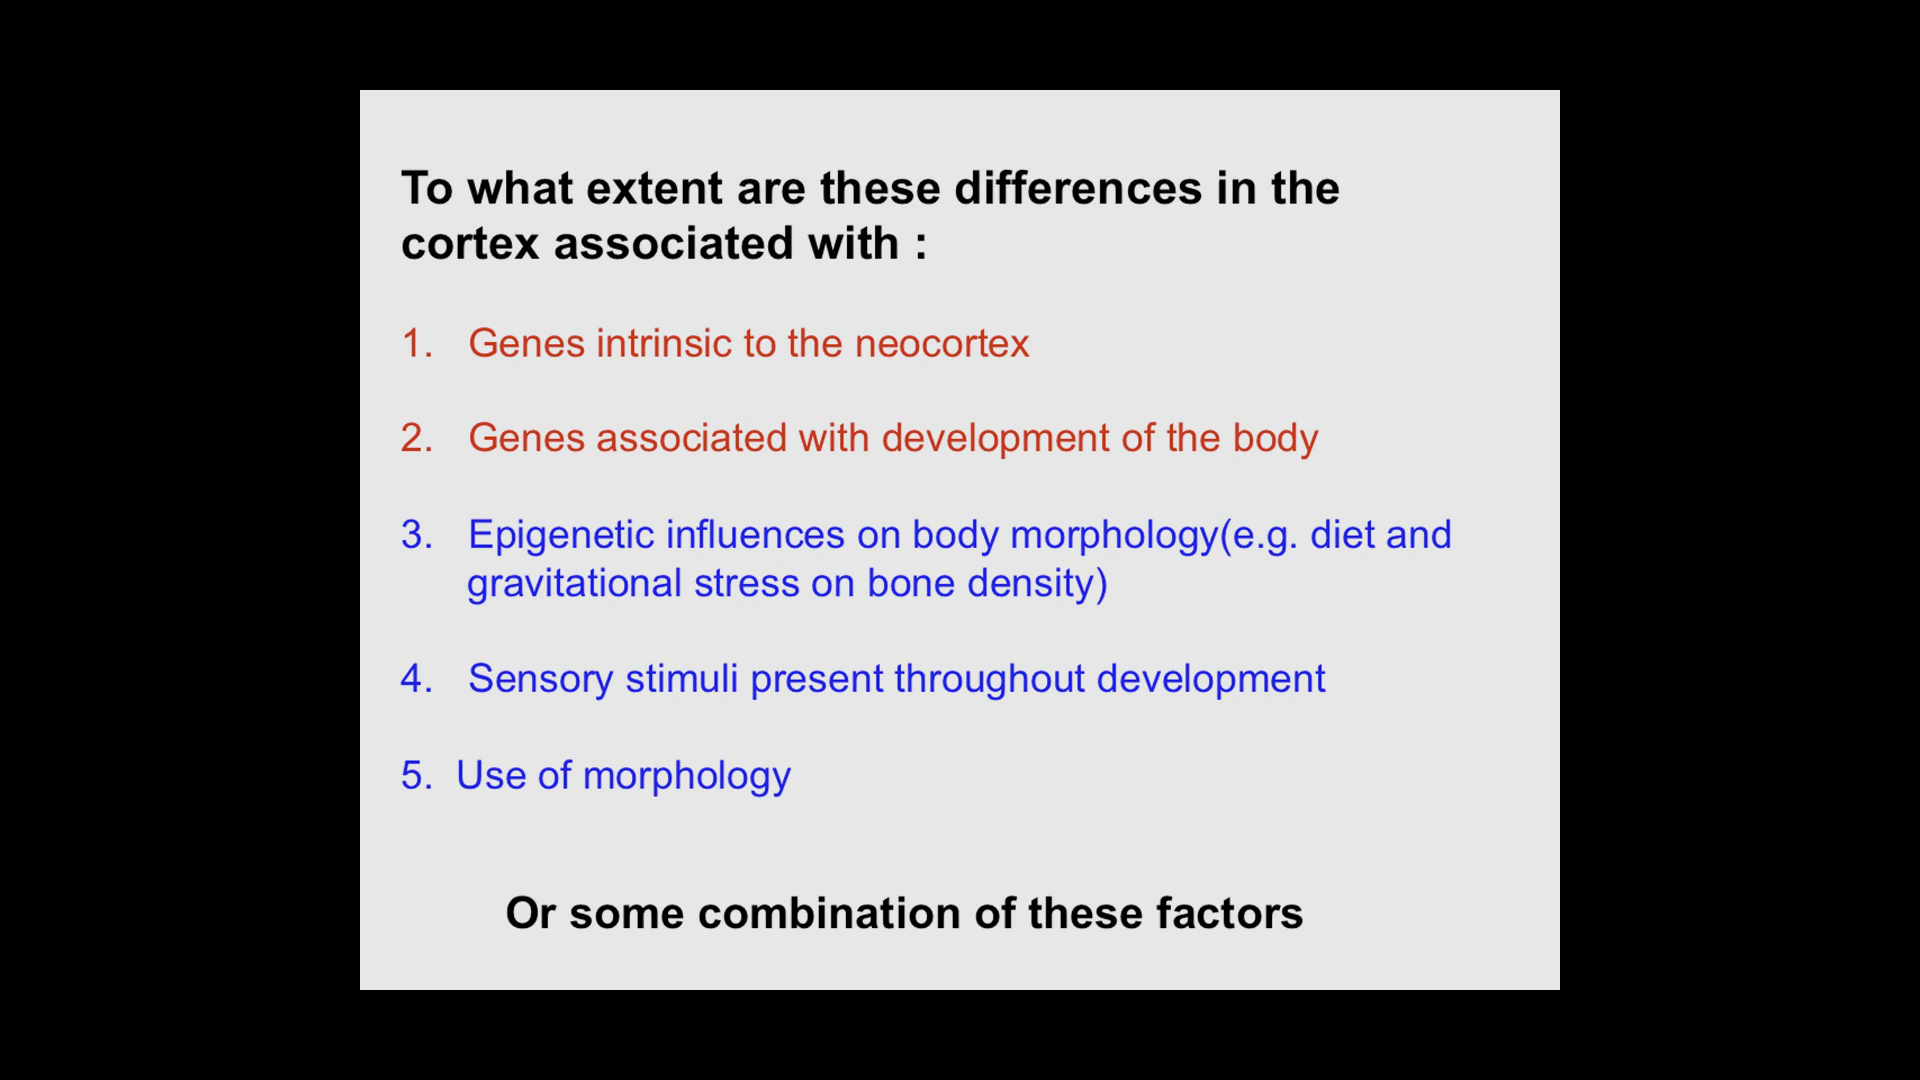 To what extent are these differences in the
cortex associated with :
1. Genes intrinsic to the neocortex
2. Genes associated with development of the body
3. Epigenetic influences on body morphology(e.g. diet and
gravitational stress on bone density)
4. Sensory stimuli present throughout development
5. Use of morphology
Or some combination of these factors